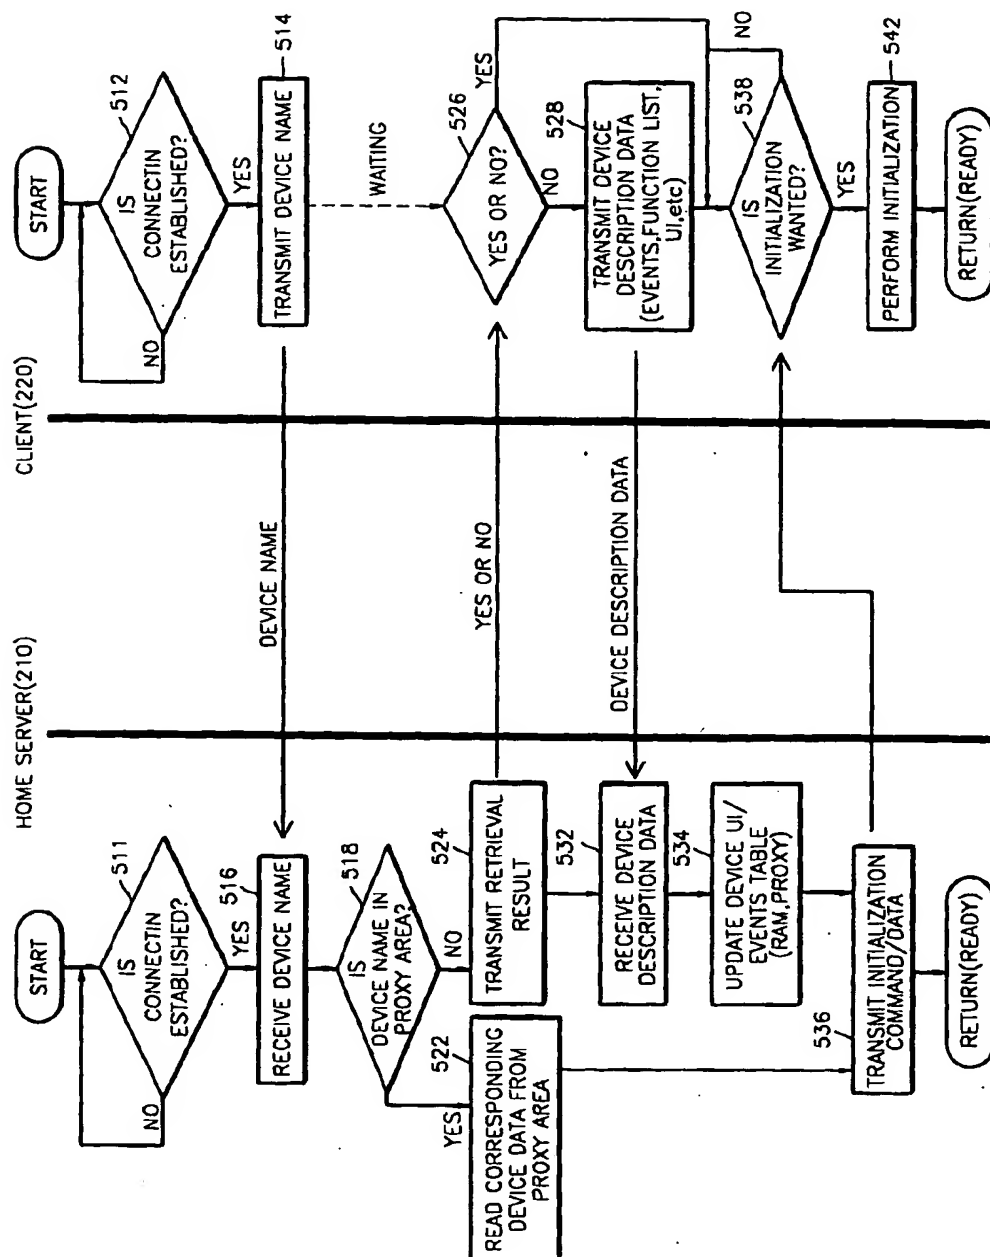 HOME SERVER(210)
START
511
IS
CONNECTIN
ESTABLISHED?
NO
YES
516
RECEIVE DEVICE NAME
518
IS
DEVICE NAME IN
PROXY AREA?
YES
NO
522
READ CORRESPONDING
DEVICE DATA FROM
PROXY AREA
524
TRANSMIT RETRIEVAL
RESULT
532
RECEIVE DEVICE
DESCRIPTION DATA
534
UPDATE DEVICE UI/
EVENTS TABLE
(RAM,PROXY)
536
TRANSMIT INITIALIZATION
COMMAND/DATA
RETURN(READY)
DEVICE NAME
YES OR NO
DEVICE DESCRIPTION DATA
CLIENT(220)
START
512
IS
CONNECTIN
ESTABLISHED?
NO
YES
514
TRANSMIT DEVICE NAME
WAITING
526
YES OR NO?
YES
NO
528
TRANSMIT DEVICE
DESCRIPTION DATA
(EVENTS,FUNCTION LIST,
UI,etc)
538
IS
INITIALIZATION
WANTED?
NO
YES
542
PERFORM INITIALIZATION
RETURN(READY)